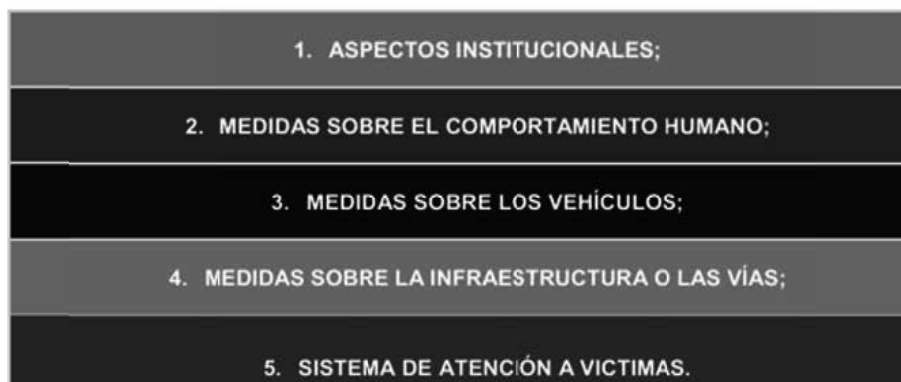 1. ASPECTOS INSTITUCIONALES;
2. MEDIDAS SOBRE EL COMPORTAMIENTO HUMANO;
3. MEDIDAS SOBRE LOS VEHÍCULOS;
4. MEDIDAS SOBRE LA INFRAESTRUCTURA O LAS VÍAS;
5. SISTEMA DE ATENCIÓN A VICTIMAS.